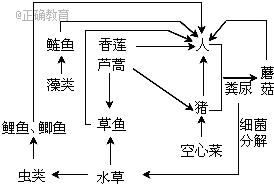 @正确教育
鲢鱼 香莲 人
芦蒿
藻类 粪尿 蘑
菇
猪
鲤鱼、鲫鱼 草鱼 细菌
分解
空心菜
虫类 水草